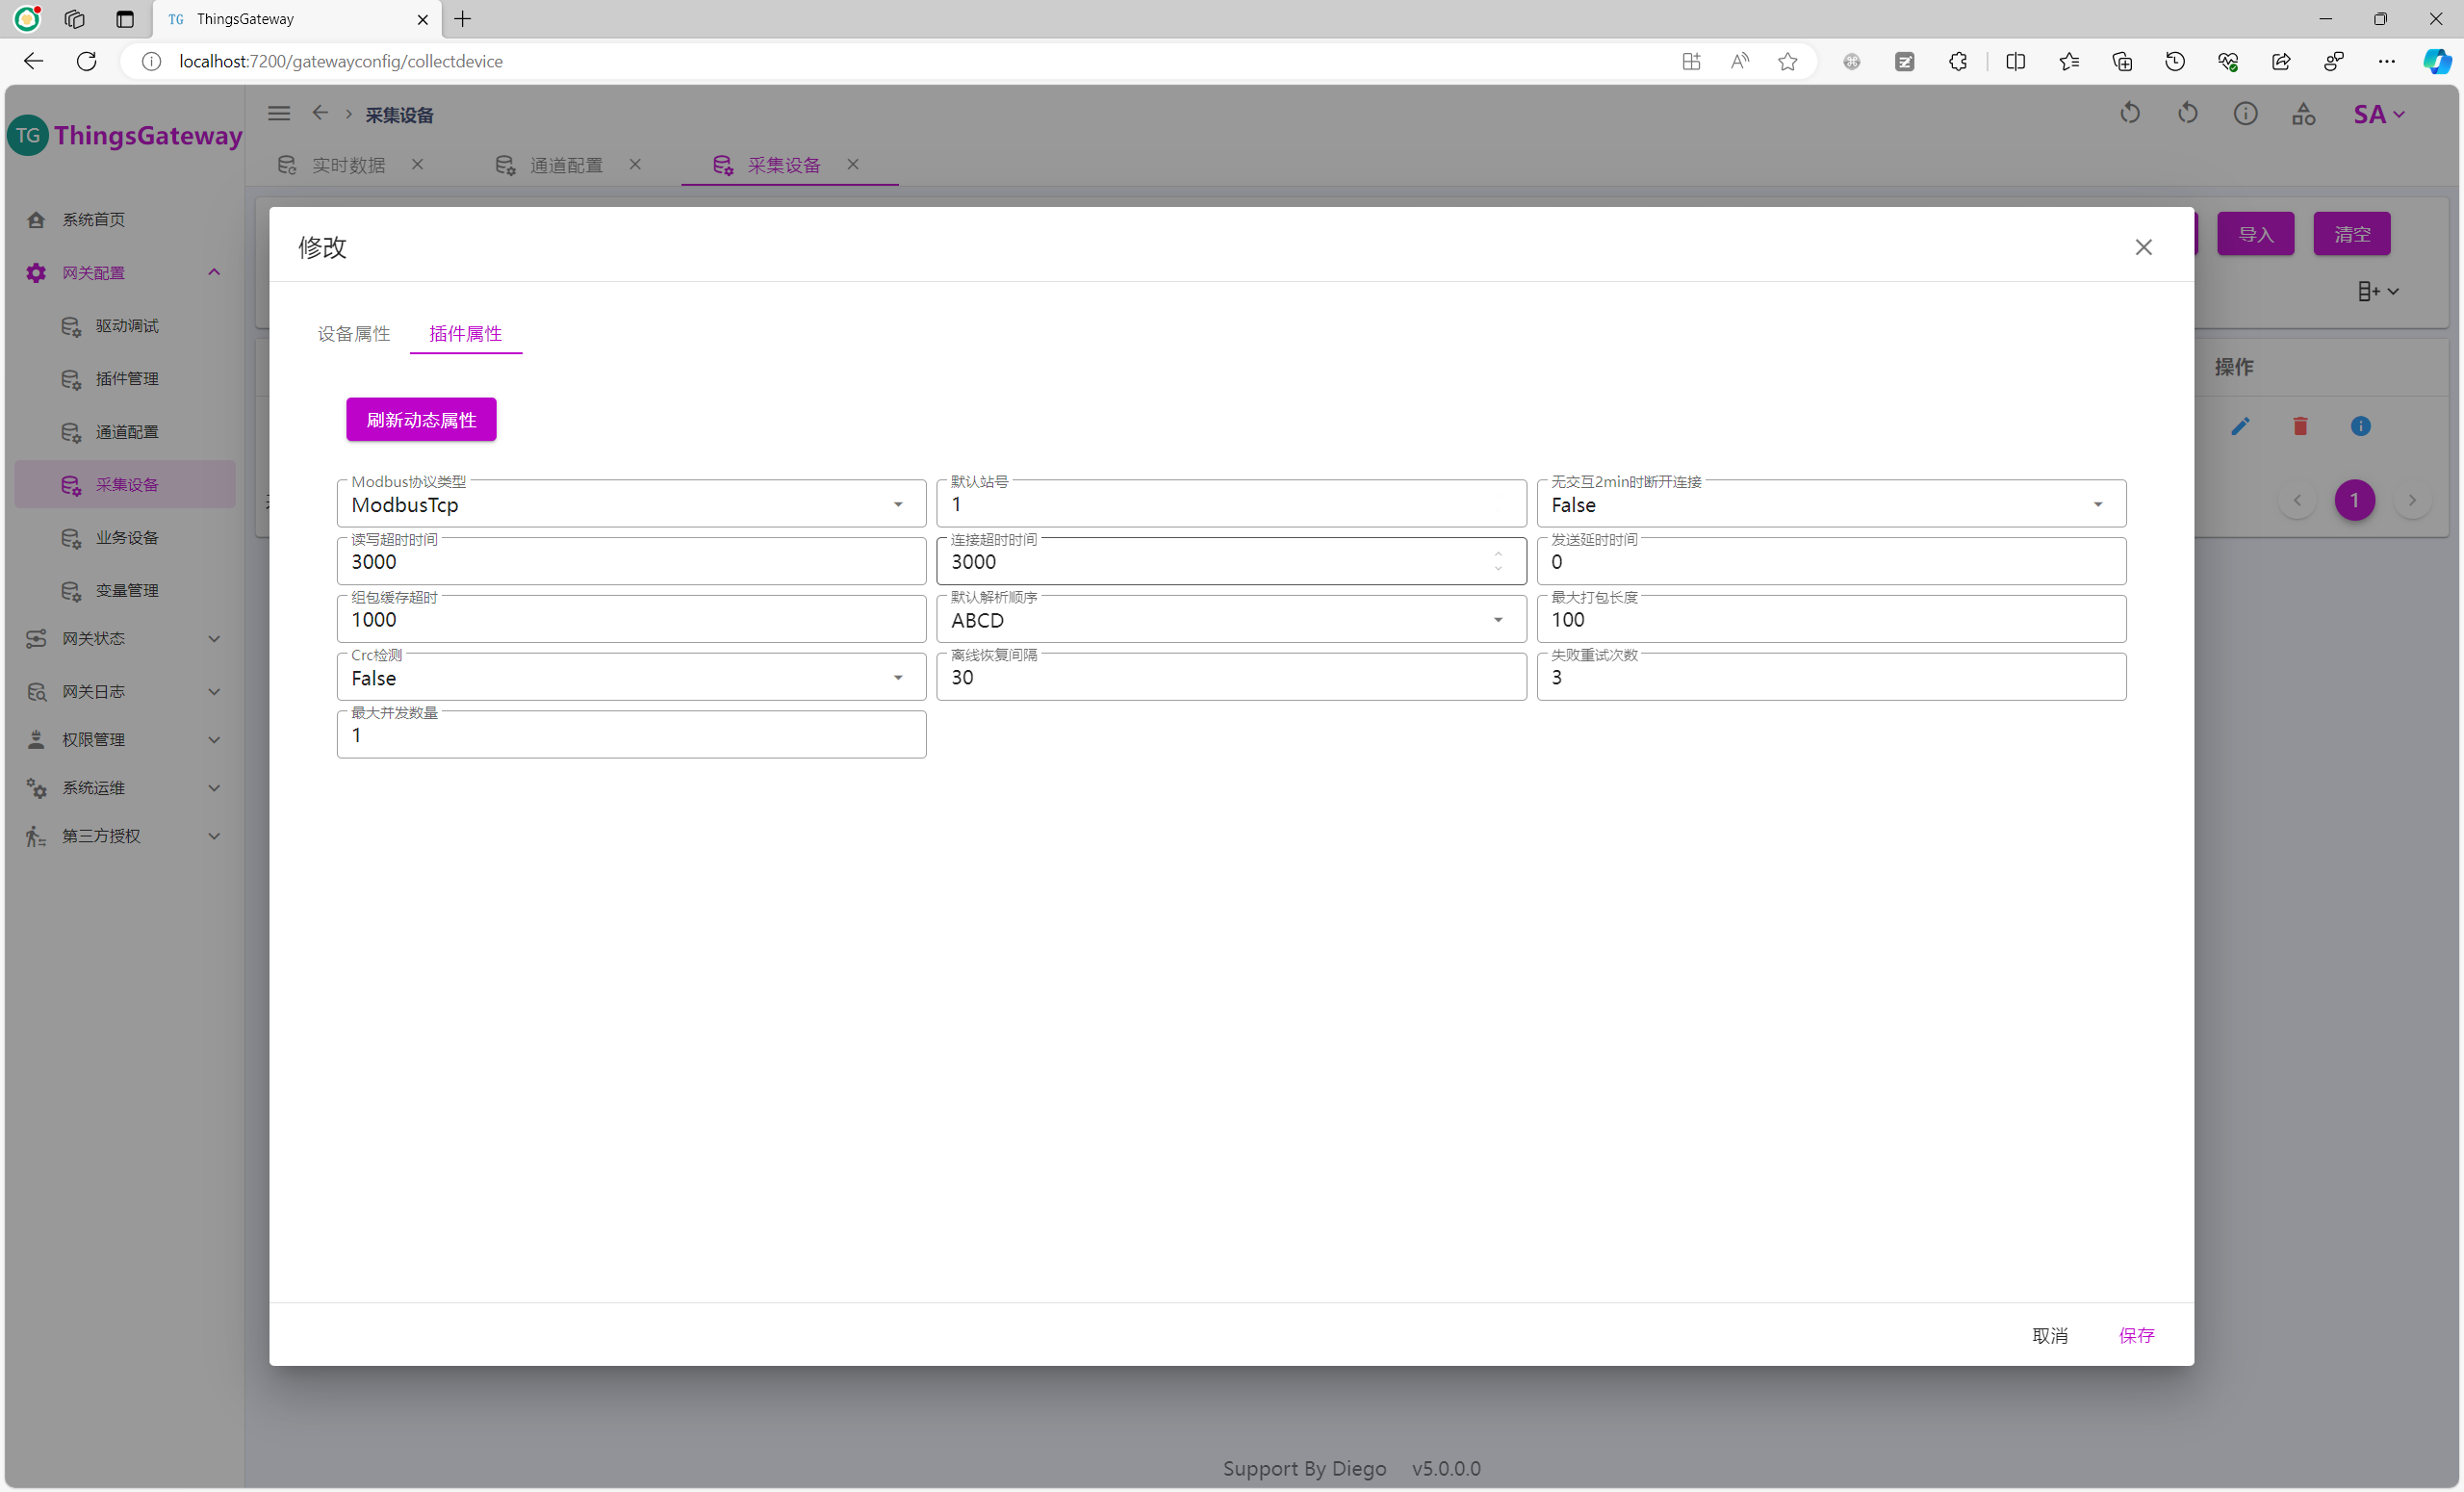 TG ThingsGateway
localhost:7200/gatewayconfig/collectdevice
TG ThingsGateway
采集设备
SA
实时数据
通道配置
采集设备
系统首页
网关配置
驱动调试
插件管理
通道配置
采集设备
业务设备
变量管理
网关状态
网关日志
权限管理
系统运维
第三方授权
导入
清空
操作
1
修改
设备属性
插件属性
刷新动态属性
Modbus协议类型
ModbusTcp
默认站号
1
无交互2min时断开连接
False
读写超时时间
3000
连接超时时间
3000
发送延时时间
0
组包缓存超时
1000
默认解析顺序
ABCD
最大打包长度
100
Crc检测
False
离线恢复间隔
30
失败重试次数
3
最大并发数量
1
取消
保存
Support By Diego v5.0.0.0